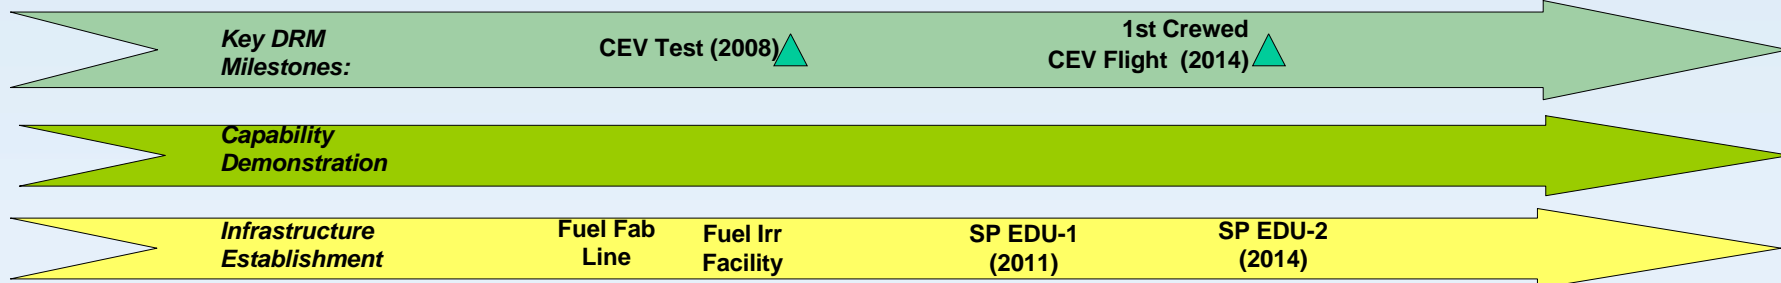 Key DRM
Milestones:
CEV Test (2008)
1st Crewed
CEV Flight (2014)
Capability
Demonstration
Infrastructure
Establishment
Fuel Fab
Line
Fuel Irr
Facility
SP EDU-1
(2011)
SP EDU-2
(2014)